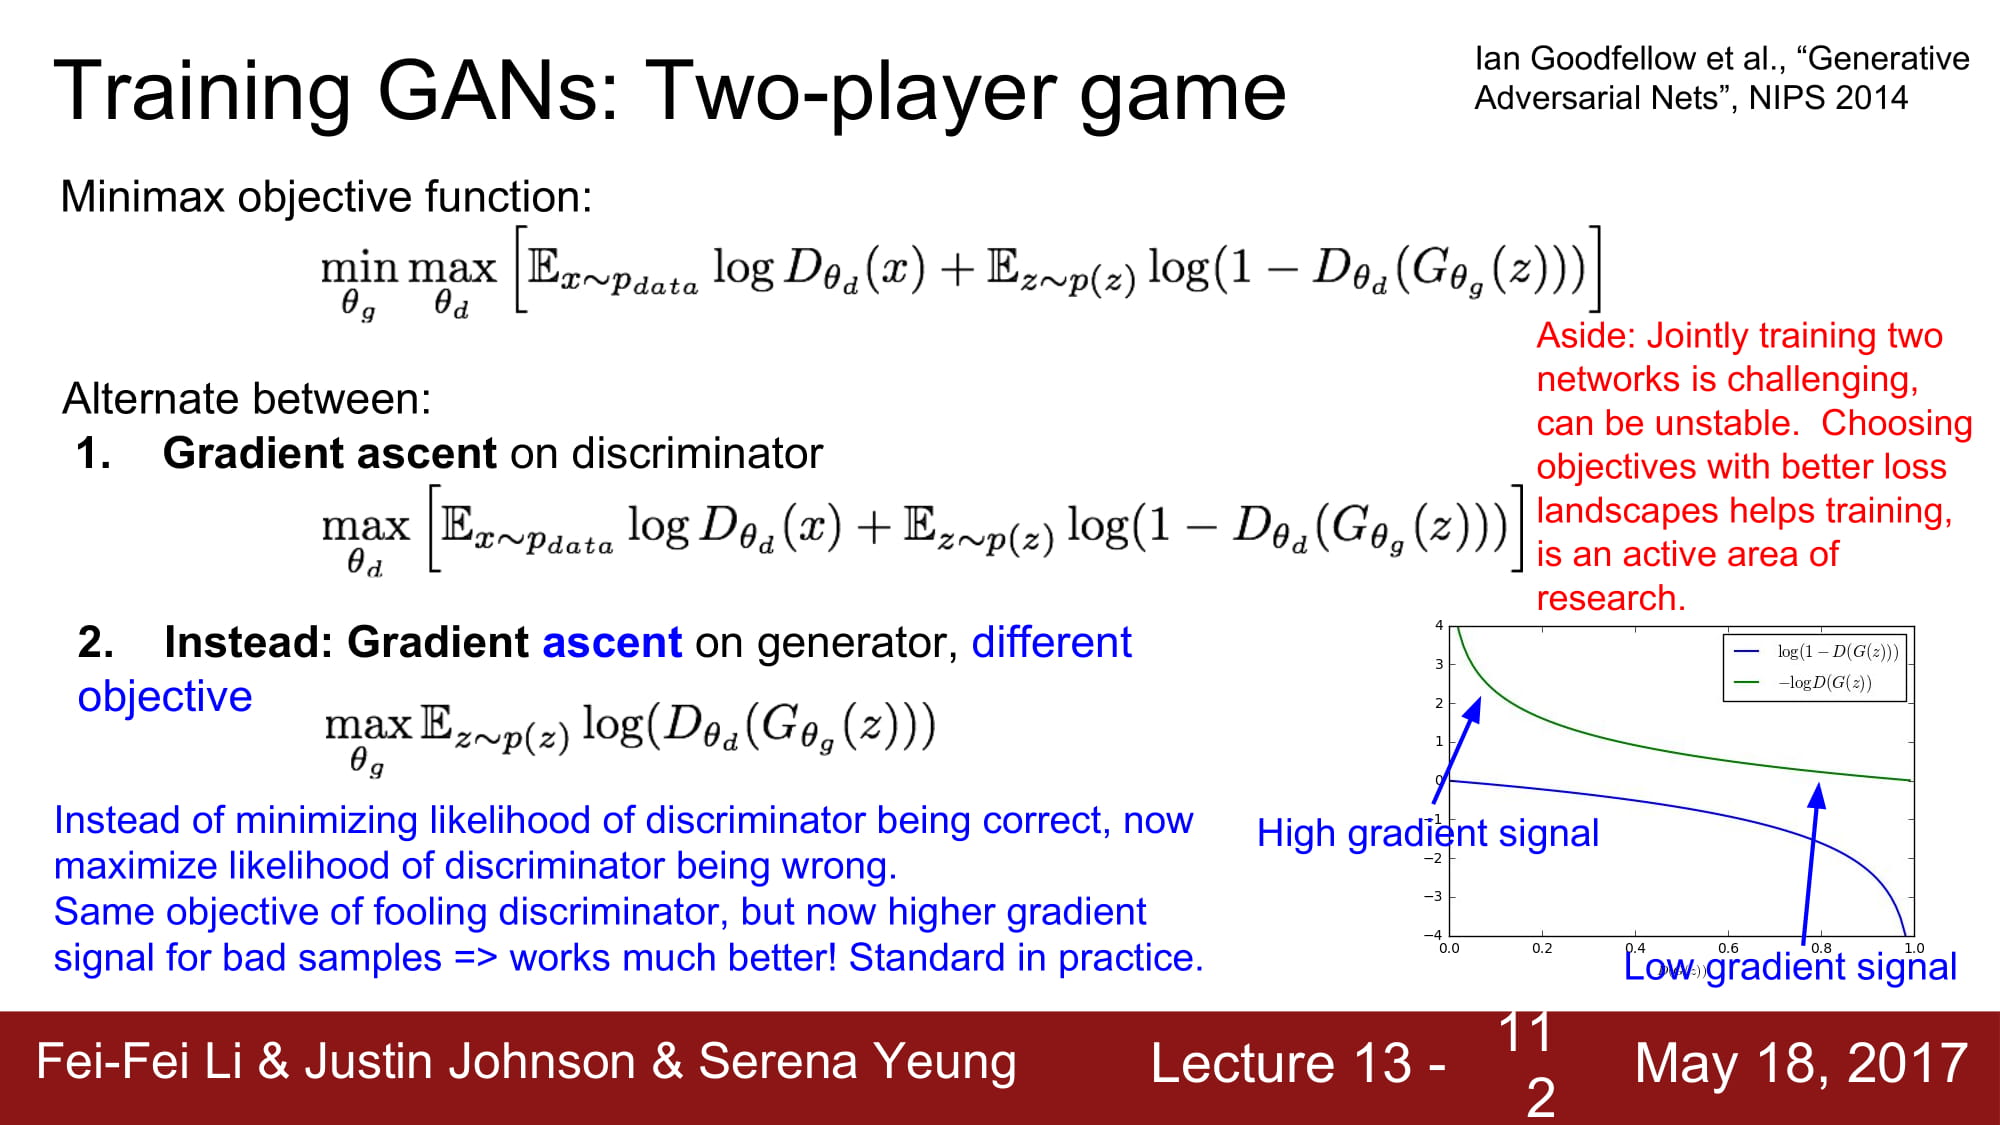 Training GANs: Two-player game
Ian Goodfellow et al., “Generative
Adversarial Nets”, NIPS 2014
Minimax objective function:
\min_{\theta_g} \max_{\theta_d} \left[ \mathbb{E}_{x \sim p_{data}} \log D_{\theta_d}(x) + \mathbb{E}_{z \sim p(z)} \log(1 - D_{\theta_d}(G_{\theta_g}(z))) \right]
Aside: Jointly training two
networks is challenging,
can be unstable. Choosing
objectives with better loss
landscapes helps training,
is an active area of
research.
Alternate between:
1. Gradient ascent on discriminator
\max_{\theta_d} \left[ \mathbb{E}_{x \sim p_{data}} \log D_{\theta_d}(x) + \mathbb{E}_{z \sim p(z)} \log(1 - D_{\theta_d}(G_{\theta_g}(z))) \right]
2. Instead: Gradient ascent on generator, different
objective
\max_{\theta_g} \mathbb{E}_{z \sim p(z)} \log(D_{\theta_d}(G_{\theta_g}(z)))
Instead of minimizing likelihood of discriminator being correct, now
maximize likelihood of discriminator being wrong.
Same objective of fooling discriminator, but now higher gradient
signal for bad samples => works much better! Standard in practice.
log(1 − D(G(z)))
−logD(G(z))
4
3
2
1
0
−1
−2
−3
−4
0.0 0.2 0.4 0.6 0.8 1.0
High gradient signal
Low gradient signal
Fei-Fei Li & Justin Johnson & Serena Yeung
Lecture 13 -
11
2
May 18, 2017